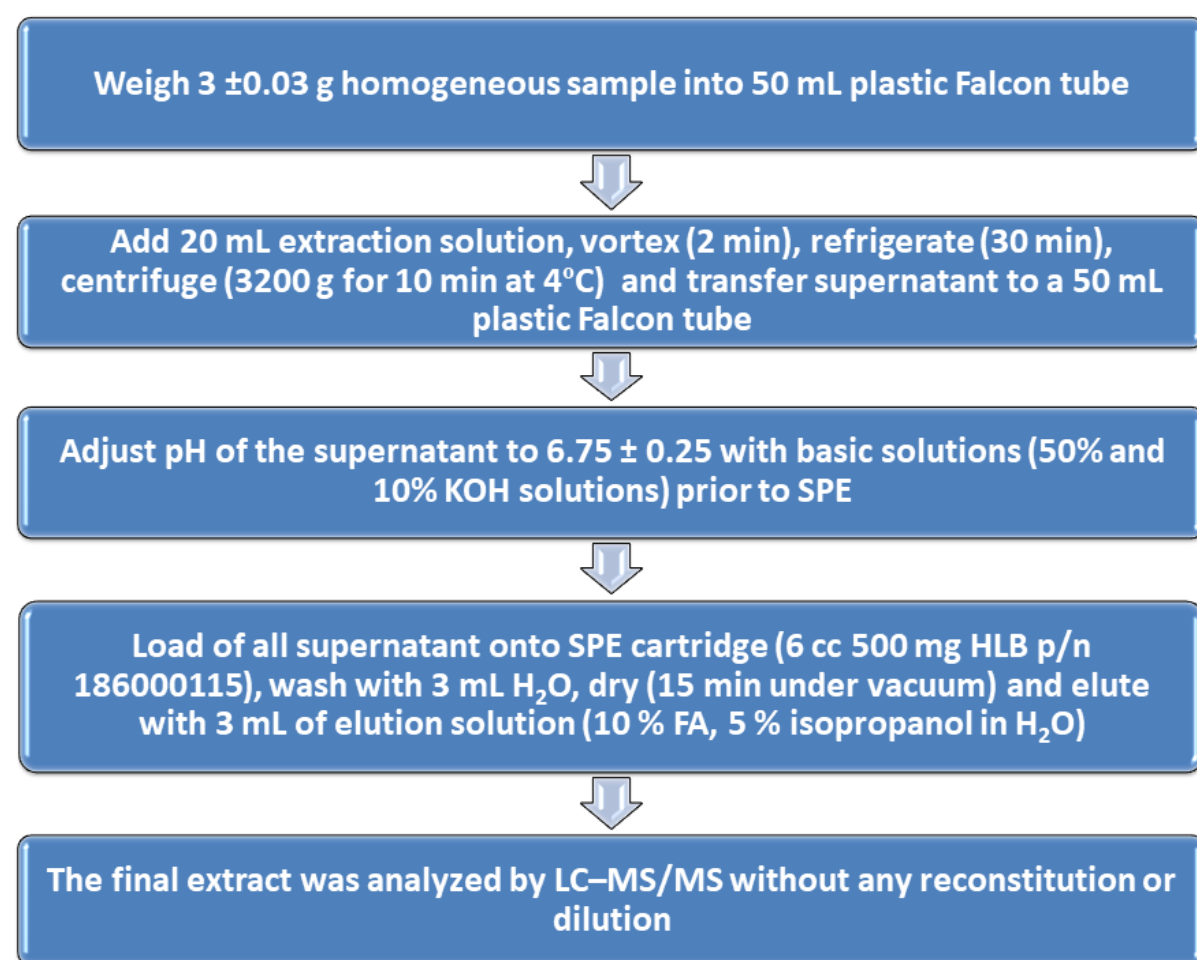 Weigh 3 ±0.03 g homogeneous sample into 50 mL plastic Falcon tube
Add 20 mL extraction solution, vortex (2 min), refrigerate (30 min),
centrifuge (3200 g for 10 min at 4°C) and transfer supernatant to a 50 mL
plastic Falcon tube
Adjust pH of the supernatant to 6.75 ± 0.25 with basic solutions (50% and
10% KOH solutions) prior to SPE
Load of all supernatant onto SPE cartridge (6 cc 500 mg HLB p/n
186000115), wash with 3 mL H₂O, dry (15 min under vacuum) and elute
with 3 mL of elution solution (10 % FA, 5 % isopropanol in H₂O)
The final extract was analyzed by LC–MS/MS without any reconstitution or
dilution